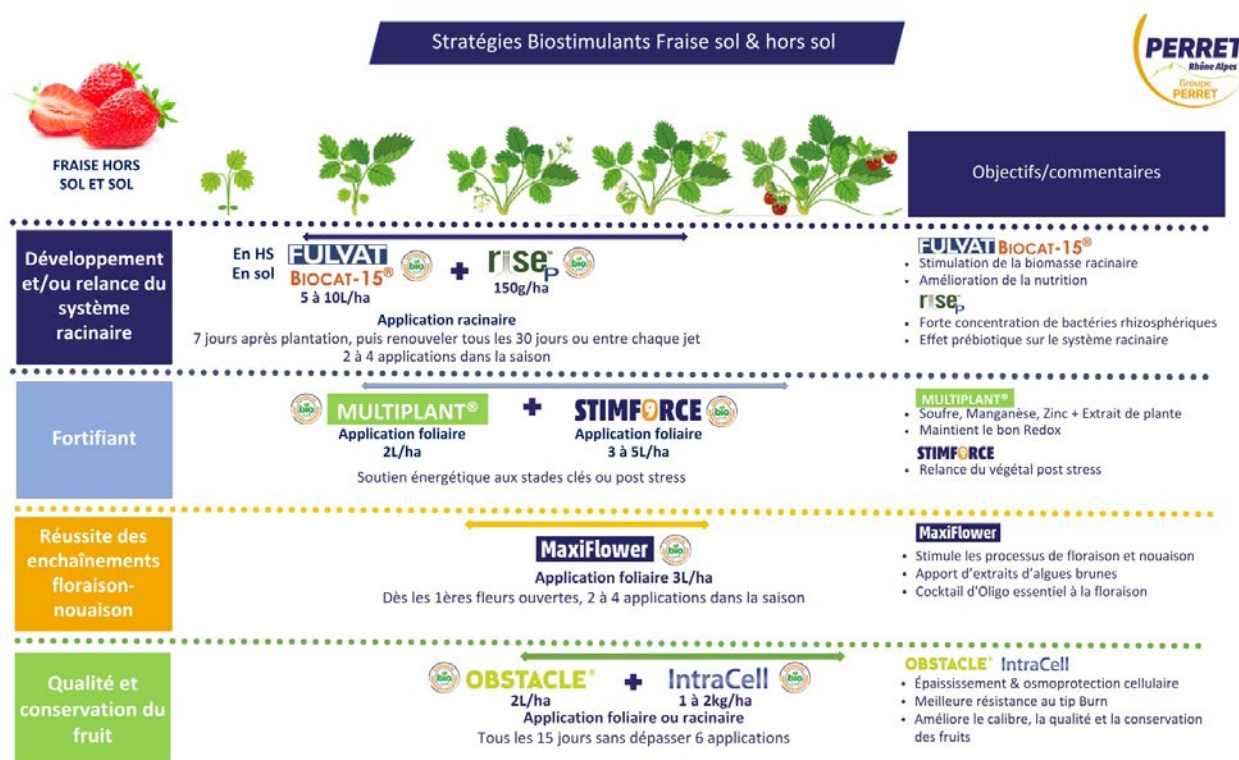 Stratégies Biostimulants Fraise sol & hors sol
PERRET
Rhône Alpes
Groupe
PERRET
FRAISE HORS
SOL ET SOL
Objectifs/commentaires
Développement
et/ou relance du
système
racinaire
En HS FULVAT bio
En sol BIOCAT-15®
5 à 10L/ha
+
rise P™ bio
150g/ha
Application racinaire
7 jours après plantation, puis renouveler tous les 30 jours ou entre chaque jet
2 à 4 applications dans la saison
FULVAT BIOCAT-15®
• Stimulation de la biomasse racinaire
• Amélioration de la nutrition
rise P™
• Forte concentration de bactéries rhizosphériques
• Effet prébiotique sur le système racinaire
Fortifiant
bio MULTIPLANT®
Application foliaire
2L/ha
+
STIMFORCE bio
Application foliaire
3 à 5L/ha
Soutien énergétique aux stades clés ou post stress
MULTIPLANT®
• Soufre, Manganèse, Zinc + Extrait de plante
• Maintient le bon Redox
STIMFORCE
• Relance du végétal post stress
Réussite des
enchaînements
floraison-
nouaison
MaxiFlower bio
Application foliaire 3L/ha
Dès les 1ères fleurs ouvertes, 2 à 4 applications dans la saison
MaxiFlower
• Stimule les processus de floraison et nouaison
• Apport d'extraits d'algues brunes
• Cocktail d'Oligo essentiel à la floraison
Qualité et
conservation du
fruit
bio OBSTACLE®
2L/ha
+
IntraCell bio
1 à 2kg/ha
Application foliaire ou racinaire
Tous les 15 jours sans dépasser 6 applications
OBSTACLE® IntraCell
• Épaississement & osmoprotection cellulaire
• Meilleure résistance au tip Burn
• Améliore le calibre, la qualité et la conservation
des fruits